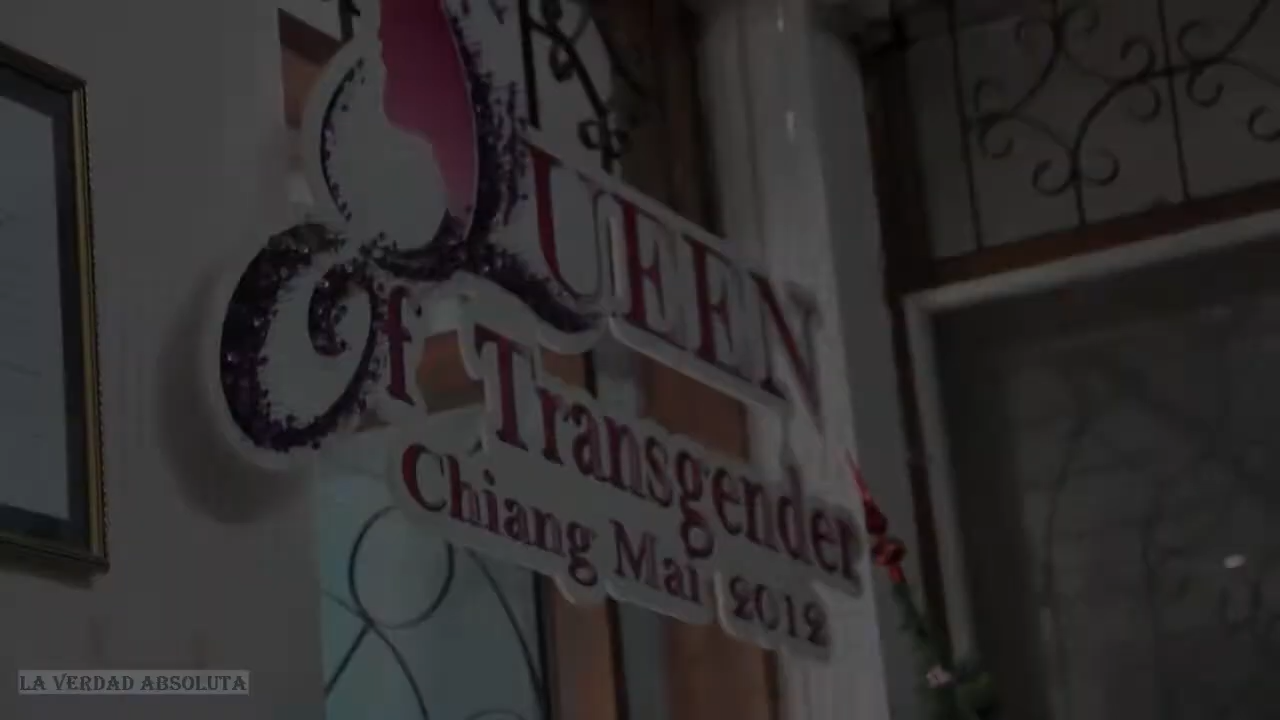 QUEEN
Of Transgender
Chiang Mai 2012
LA VERDAD ABSOLUTA